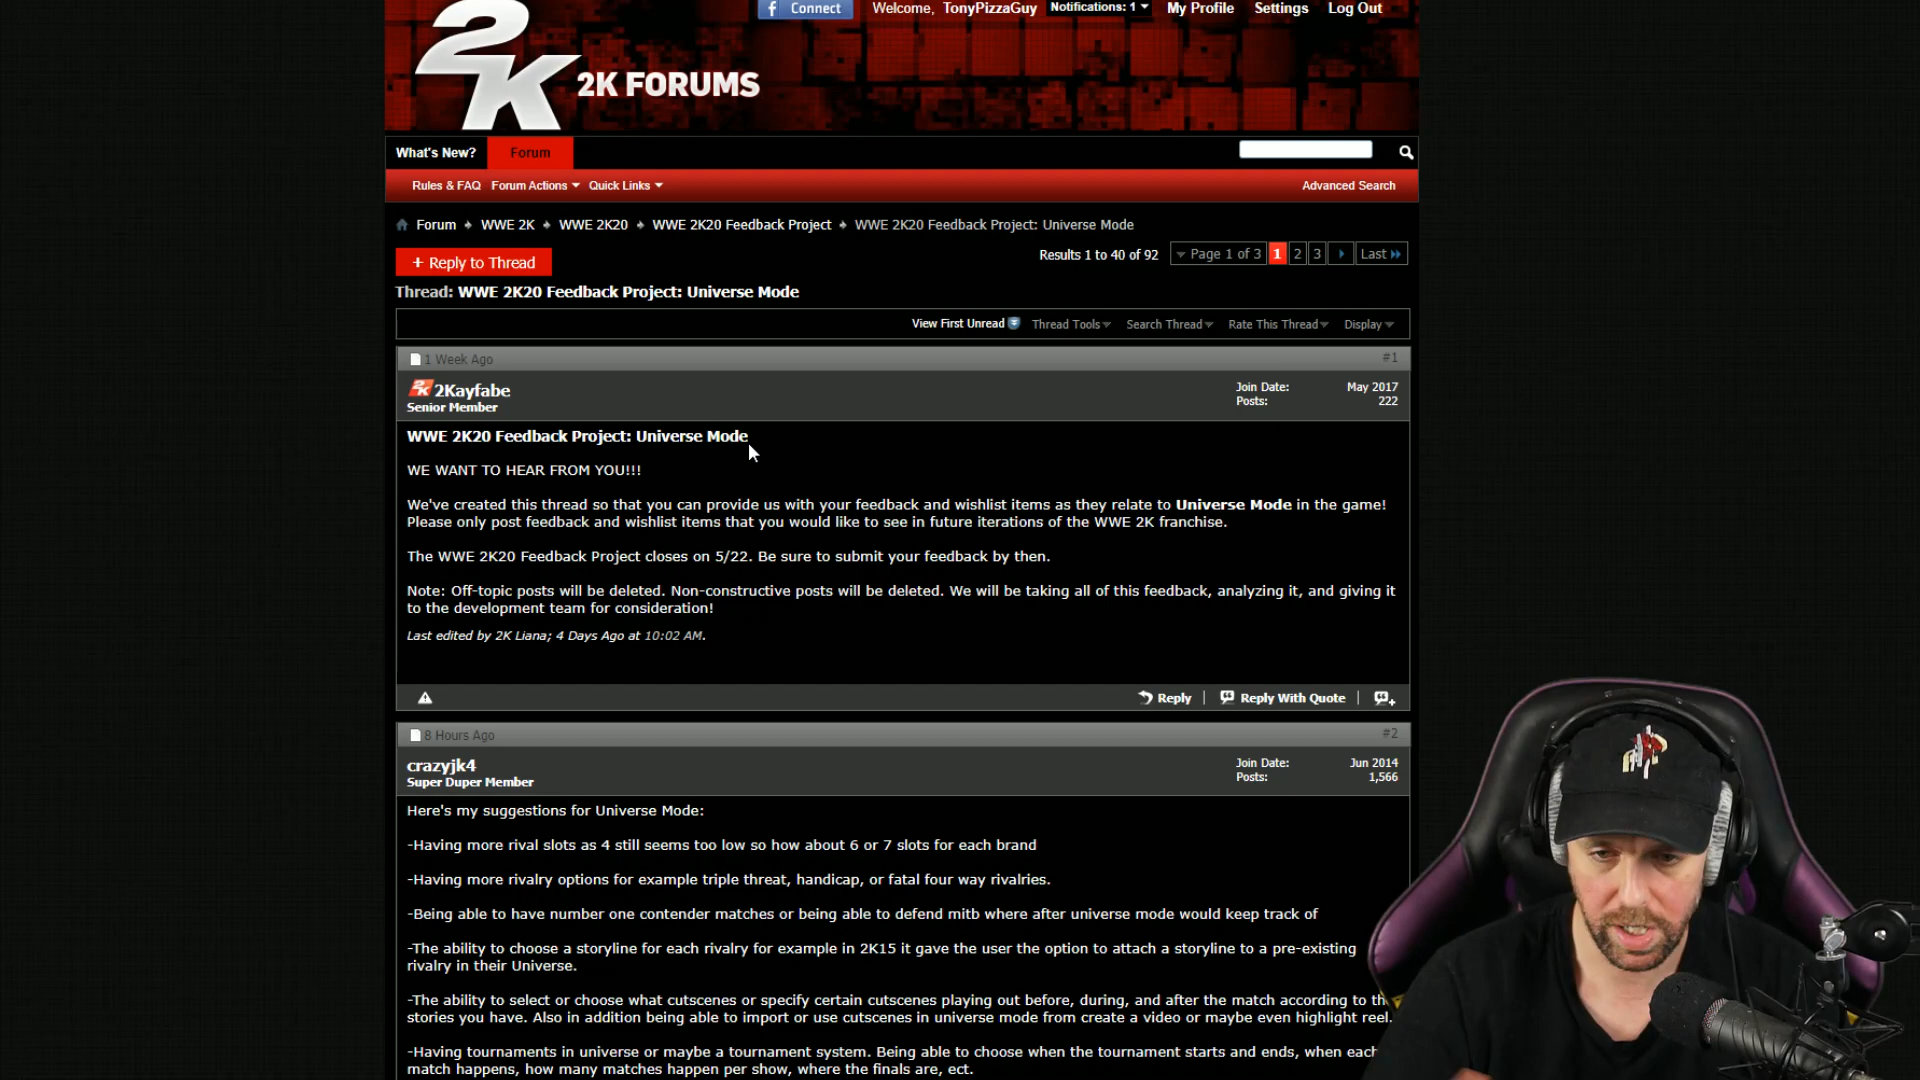 Connect Welcome, TonyPizzaGuy Notifications: 1 My Profile Settings Log Out
2K 2K FORUMS
What's New? Forum
Rules & FAQ Forum Actions Quick Links Advanced Search
Forum WWE 2K WWE 2K20 WWE 2K20 Feedback Project WWE 2K20 Feedback Project: Universe Mode
+ Reply to Thread Results 1 to 40 of 92 Page 1 of 3 1 2 3 Last
Thread: WWE 2K20 Feedback Project: Universe Mode
View First Unread Thread Tools Search Thread Rate This Thread Display
1 Week Ago #1
2K 2Kayfabe Join Date: May 2017
Senior Member Posts: 222
WWE 2K20 Feedback Project: Universe Mode
WE WANT TO HEAR FROM YOU!!!
We've created this thread so that you can provide us with your feedback and wishlist items as they relate to Universe Mode in the game!
Please only post feedback and wishlist items that you would like to see in future iterations of the WWE 2K franchise.
The WWE 2K20 Feedback Project closes on 5/22. Be sure to submit your feedback by then.
Note: Off-topic posts will be deleted. Non-constructive posts will be deleted. We will be taking all of this feedback, analyzing it, and giving it
to the development team for consideration!
Last edited by 2K Liana; 4 Days Ago at 10:02 AM.
Reply Reply With Quote
8 Hours Ago #2
crazyjk4 Join Date: Jun 2014
Super Duper Member Posts: 1,566
Here's my suggestions for Universe Mode:
-Having more rival slots as 4 still seems too low so how about 6 or 7 slots for each brand
-Having more rivalry options for example triple threat, handicap, or fatal four way rivalries.
-Being able to have number one contender matches or being able to defend mitb where after universe mode would keep track of
-The ability to choose a storyline for each rivalry for example in 2K15 it gave the user the option to attach a storyline to a pre-existing
rivalry in their Universe.
-The ability to select or choose what cutscenes or specify certain cutscenes playing out before, during, and after the match according to th
stories you have. Also in addition being able to import or use cutscenes in universe mode from create a video or maybe even highlight reel.
-Having tournaments in universe or maybe a tournament system. Being able to choose when the tournament starts and ends, when each
match happens, how many matches happen per show, where the finals are, ect.